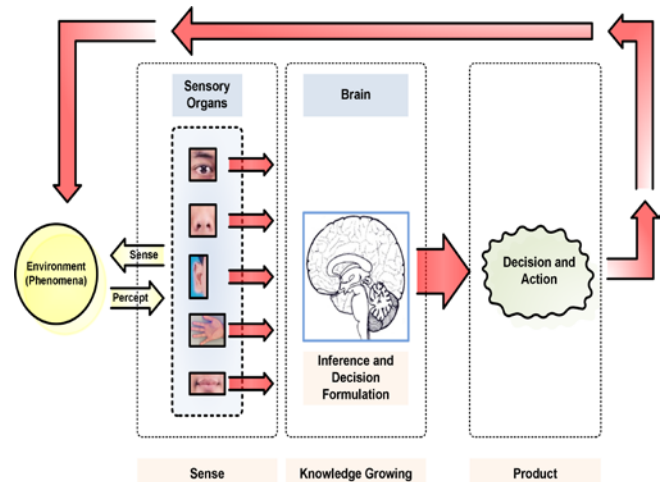 Sensory
Organs
Brain
Sense
Environment
(Phenomena)
Percept
Decision and
Action
Inference and
Decision
Formulation
Sense
Knowledge Growing
Product